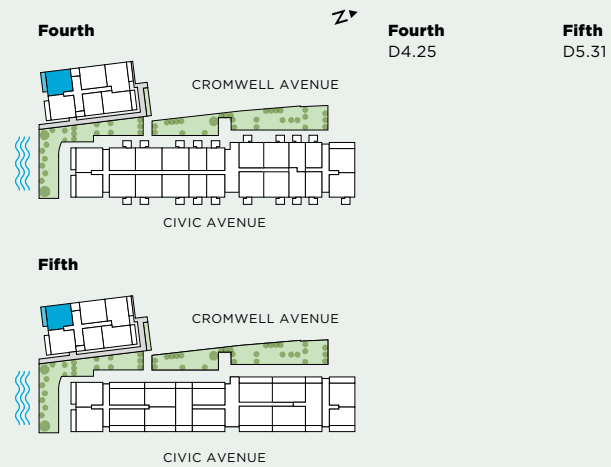 Fourth
CROMWELL AVENUE
CIVIC AVENUE
Fifth
CROMWELL AVENUE
CIVIC AVENUE
Z
Fourth
D4.25
Fifth
D5.31